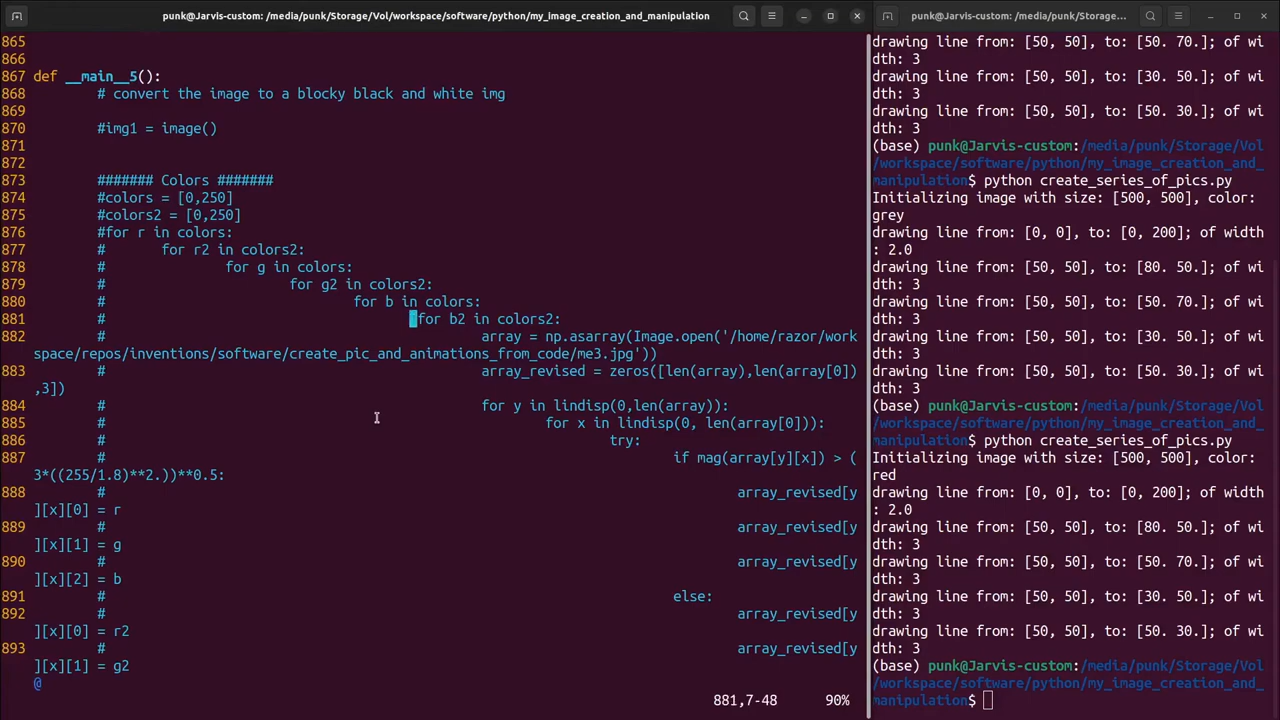 punk@Jarvis-custom: /media/punk/Storage/Vol/workspace/software/python/my_image_creation_and_manipulation
865
866
867 def __main__5():
868 # convert the image to a blocky black and white img
869
870 #img1 = image()
871
872
873 ####### Colors #######
874 #colors = [0,250]
875 #colors2 = [0,250]
876 #for r in colors:
877 # for r2 in colors2:
878 # for g in colors:
879 # for g2 in colors2:
880 # for b in colors:
881 # for b2 in colors2:
882 # array = np.asarray(Image.open('/home/razor/work
space/repos/inventions/software/create_pic_and_animations_from_code/me3.jpg'))
883 # array_revised = zeros([len(array),len(array[0])
,3])
884 # for y in lindisp(0,len(array)):
885 # for x in lindisp(0, len(array[0])):
886 # try:
887 # if mag(array[y][x]) > (
3*((255/1.8)**2.))**0.5:
888 # array_revised[y
][x][0] = r
889 # array_revised[y
][x][1] = g
890 # array_revised[y
][x][2] = b
891 # else:
892 # array_revised[y
][x][0] = r2
893 # array_revised[y
][x][1] = g2
@
881,7-48 90%
punk@Jarvis-custom: /media/punk/Storage...
drawing line from: [50, 50], to: [50. 70.]; of wi
dth: 3
drawing line from: [50, 50], to: [30. 50.]; of wi
dth: 3
drawing line from: [50, 50], to: [50. 30.]; of wi
dth: 3
(base) punk@Jarvis-custom:/media/punk/Storage/Vol
/workspace/software/python/my_image_creation_and_
manipulation$ python create_series_of_pics.py
Initializing image with size: [500, 500], color:
grey
drawing line from: [0, 0], to: [0, 200]; of width
: 2.0
drawing line from: [50, 50], to: [80. 50.]; of wi
dth: 3
drawing line from: [50, 50], to: [50. 70.]; of wi
dth: 3
drawing line from: [50, 50], to: [30. 50.]; of wi
dth: 3
drawing line from: [50, 50], to: [50. 30.]; of wi
dth: 3
(base) punk@Jarvis-custom:/media/punk/Storage/Vol
/workspace/software/python/my_image_creation_and_
manipulation$ python create_series_of_pics.py
Initializing image with size: [500, 500], color:
red
drawing line from: [0, 0], to: [0, 200]; of width
: 2.0
drawing line from: [50, 50], to: [80. 50.]; of wi
dth: 3
drawing line from: [50, 50], to: [50. 70.]; of wi
dth: 3
drawing line from: [50, 50], to: [30. 50.]; of wi
dth: 3
drawing line from: [50, 50], to: [50. 30.]; of wi
dth: 3
(base) punk@Jarvis-custom:/media/punk/Storage/Vol
/workspace/software/python/my_image_creation_and_
manipulation$